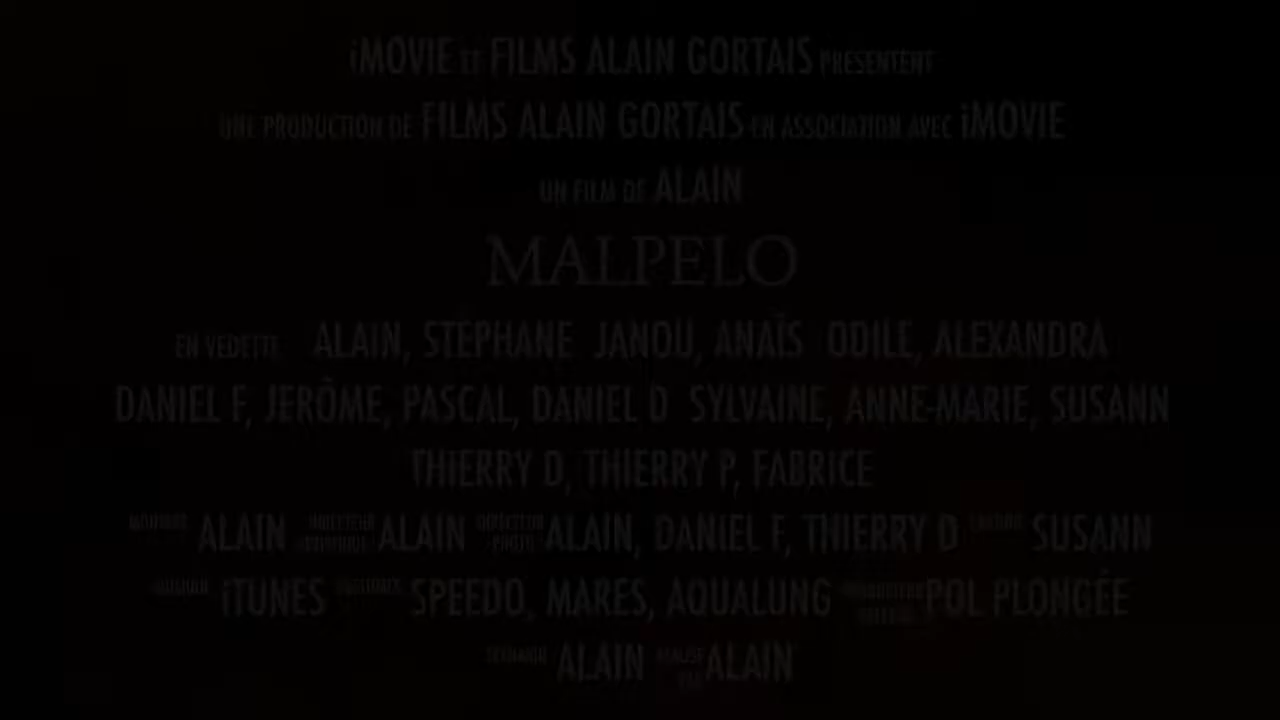 iMOVIE ET FILMS ALAIN GORTAIS PRÉSENTENT
UNE PRODUCTION DE FILMS ALAIN GORTAIS EN ASSOCIATION AVEC iMOVIE
UN FILM DE ALAIN
MALPELO
EN VEDETTE ALAIN, STÉPHANE JANOU, ANAÏS ODILE, ALEXANDRA
DANIEL F, JERÔME, PASCAL, DANIEL D SYLVAINE, ANNE-MARIE, SUSANN
THIERRY D, THIERRY P, FABRICE
ALAIN ALAIN ALAIN, DANIEL F, THIERRY D SUSANN
iTUNES SPEEDO, MARES, AQUALUNG POL PLONGÉE
ALAIN ALAIN